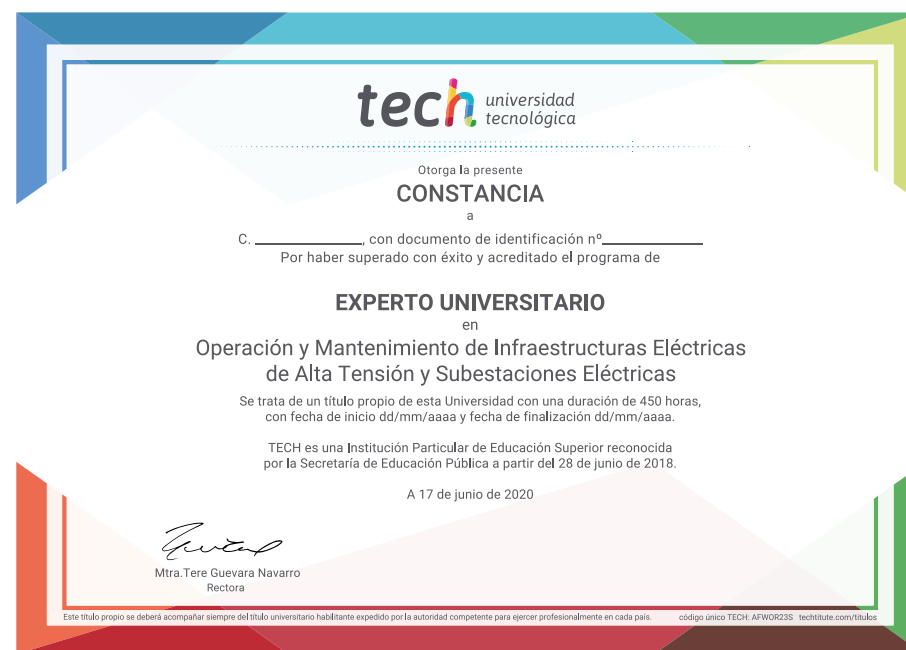 tech universidad
tecnológica
Otorga la presente
CONSTANCIA
a
C. ____________, con documento de identificación nº____________
Por haber superado con éxito y acreditado el programa de
EXPERTO UNIVERSITARIO
en
Operación y Mantenimiento de Infraestructuras Eléctricas
de Alta Tensión y Subestaciones Eléctricas
Se trata de un título propio de esta Universidad con una duración de 450 horas,
con fecha de inicio dd/mm/aaaa y fecha de finalización dd/mm/aaaa.
TECH es una Institución Particular de Educación Superior reconocida
por la Secretaría de Educación Pública a partir del 28 de junio de 2018.
A 17 de junio de 2020
Mtra.Tere Guevara Navarro
Rectora
Este título propio se deberá acompañar siempre del título universitario habilitante expedido por la autoridad competente para ejercer profesionalmente en cada país. código único TECH: AFWOR23S techtitute.com/titulos